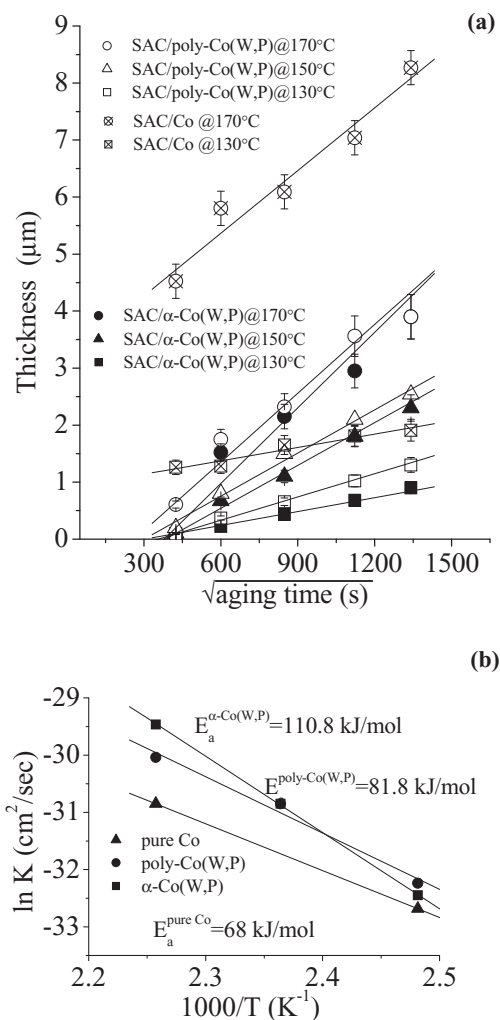 (a)
SAC/poly-Co(W,P)@170°C
SAC/poly-Co(W,P)@150°C
SAC/poly-Co(W,P)@130°C
SAC/Co @170°C
SAC/Co @130°C
SAC/α-Co(W,P)@170°C
SAC/α-Co(W,P)@150°C
SAC/α-Co(W,P)@130°C
Thickness (μm)
9
8
7
6
5
4
3
2
1
0
300 600 900 1200 1500
√aging time (s)
(b)
ln K (cm²/sec)
-29
-30
-31
-32
-33
E_a^α-Co(W,P)=110.8 kJ/mol
E^poly-Co(W,P)=81.8 kJ/mol
pure Co
poly-Co(W,P)
α-Co(W,P)
E_a^pure Co=68 kJ/mol
2.2 2.3 2.4 2.5
1000/T (K⁻¹)